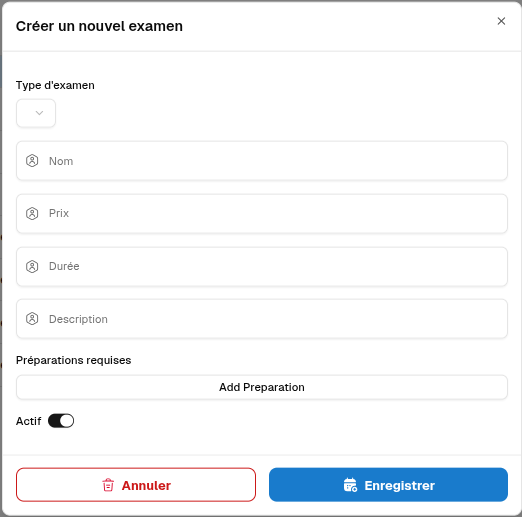 Créer un nouvel examen
Type d'examen
Nom
Prix
Durée
Description
Préparations requises
Add Preparation
Actif
Annuler
Enregistrer